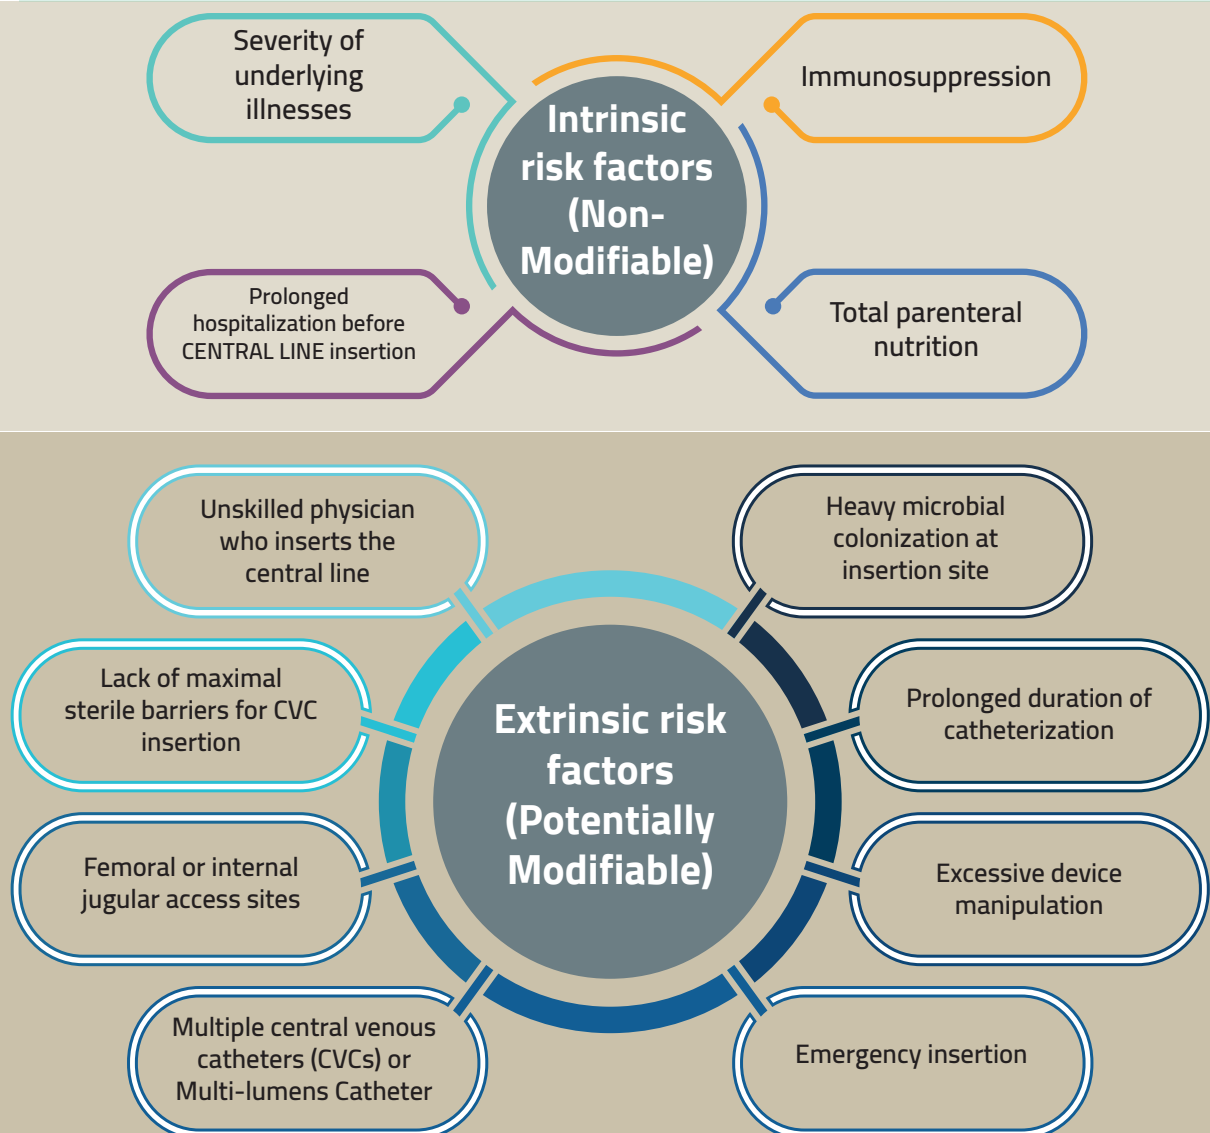 Severity of
underlying
illnesses
Immunosuppression
Intrinsic
risk factors
(Non-
Modifiable)
Prolonged
hospitalization before
CENTRAL LINE insertion
Total parenteral
nutrition
Unskilled physician
who inserts the
central line
Heavy microbial
colonization at
insertion site
Lack of maximal
sterile barriers for CVC
insertion
Prolonged duration of
catheterization
Extrinsic risk
factors
(Potentially
Modifiable)
Femoral or internal
jugular access sites
Excessive device
manipulation
Multiple central venous
catheters (CVCs) or
Multi-lumens Catheter
Emergency insertion